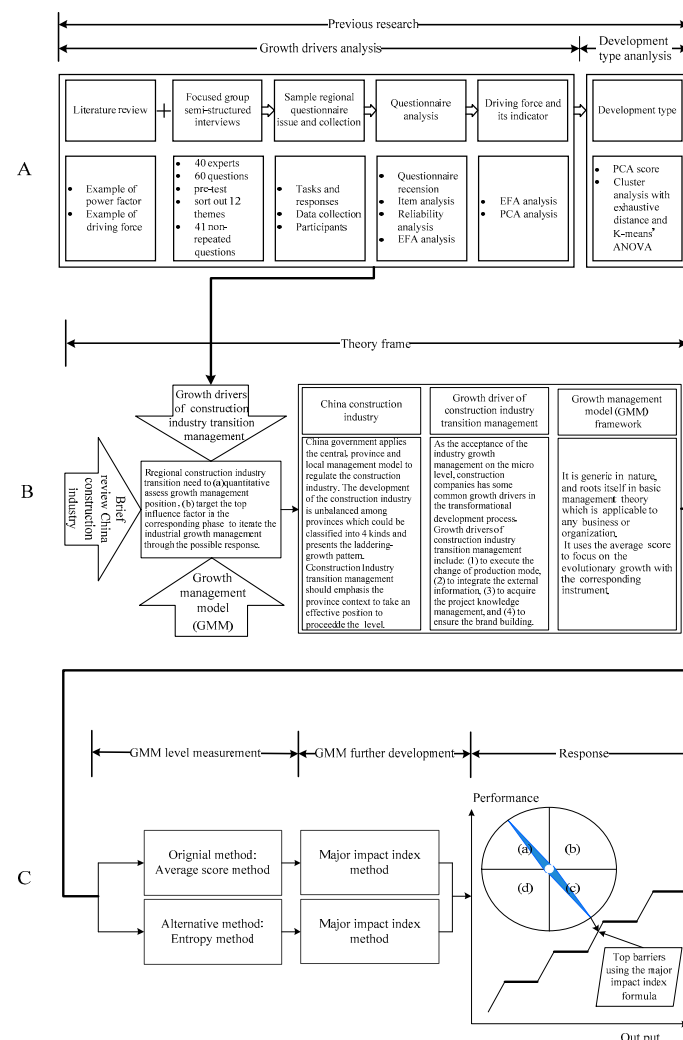 Previous research
Growth drivers analysis
Development
type ananlysis
A
Literature review
+
Focused group
semi-structured
interviews
Sample regional
questionnaire
issue and collection
Questionnaire
analysis
Driving force and
its indicator
Development type
• Example of
power factor
• Example of
driving force
• 40 experts
• 60 questions
• pre-test
• sort out 12
themes
• 41 non-
repeated
questions
• Tasks and
responses
• Data collection
• Participants
• Questionnaire
recension
• Item analysis
• Reliability
analysis
• EFA analysis
• EFA analysis
• PCA analysis
• PCA score
• Cluster
analysis with
exhaustive
distance and
K-means’
ANOVA
Theory frame
B
Growth drivers
of construction
industry transition
management
Brief
review China
construction
industry
Rregional construction industry
transition need to (a)quantitative
assess growth management
position, (b) target the top
influence factor in the
corresponding phase to iterate the
industrial growth management
through the possible response.
Growth
management
model
(GMM)
China construction
industry
China government applies
the central, province and
local management model to
regulate the construction
industry. The development
of the construction industry
is unbalanced among
provinces which could be
classified into 4 kinds and
presents the laddering-
growth pattern.
Cconstruction Industry
transition management
should emphasis the
province context to take an
effective position to
proceedde the level.
Growth driver of
construction industry
transition management
As the acceptance of the
industry growth
management on the micro
level, construction
companies has some
common growth drivers in
the transformational
development process.
Growth drivers of
construction industry
transition management
include: (1) to execute the
change of production mode,
(2) to integrate the external
information, (3) to acquire
the project knowledge
management, and (4) to
ensure the brand building.
Growth management
model (GMM)
framework
It is generic in nature,
and roots itself in basic
management theory
which is applicable to
any business or
organization.
It uses the average score
to focus on the
evolutionary growth with
the corresponding
instrument.
GMM level measurement
GMM further development
Response
C
Orignial method:
Average score method
Major impact index
method
Alternative method:
Entropy method
Major impact index
method
Performance
(a)
(b)
(d)
(c)
Top barriers
using the major
impact index
formula
Out put